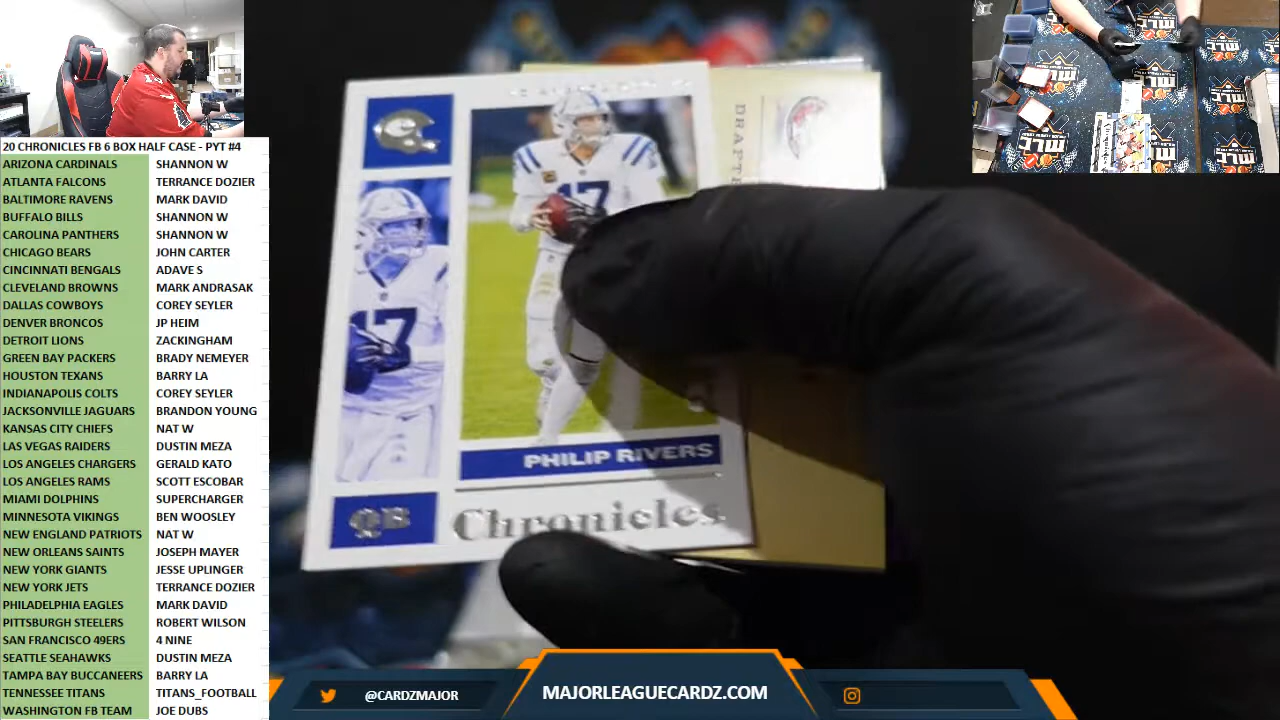 20 CHRONICLES FB 6 BOX HALF CASE - PYT #4
ARIZONA CARDINALS SHANNON W
ATLANTA FALCONS TERRANCE DOZIER
BALTIMORE RAVENS MARK DAVID
BUFFALO BILLS SHANNON W
CAROLINA PANTHERS SHANNON W
CHICAGO BEARS JOHN CARTER
CINCINNATI BENGALS ADAVE S
CLEVELAND BROWNS MARK ANDRASAK
DALLAS COWBOYS COREY SEYLER
DENVER BRONCOS JP HEIM
DETROIT LIONS ZACKINGHAM
GREEN BAY PACKERS BRADY NEMEYER
HOUSTON TEXANS BARRY LA
INDIANAPOLIS COLTS COREY SEYLER
JACKSONVILLE JAGUARS BRANDON YOUNG
KANSAS CITY CHIEFS NAT W
LAS VEGAS RAIDERS DUSTIN MEZA
LOS ANGELES CHARGERS GERALD KATO
LOS ANGELES RAMS SCOTT ESCOBAR
MIAMI DOLPHINS SUPERCHARGER
MINNESOTA VIKINGS BEN WOOSLEY
NEW ENGLAND PATRIOTS NAT W
NEW ORLEANS SAINTS JOSEPH MAYER
NEW YORK GIANTS JESSE UPLINGER
NEW YORK JETS TERRANCE DOZIER
PHILADELPHIA EAGLES MARK DAVID
PITTSBURGH STEELERS ROBERT WILSON
SAN FRANCISCO 49ERS 4 NINE
SEATTLE SEAHAWKS DUSTIN MEZA
TAMPA BAY BUCCANEERS BARRY LA
TENNESSEE TITANS TITANS_FOOTBALL
WASHINGTON FB TEAM JOE DUBS
17
17
PHILIP RIVERS
QB
Chronicles
MLC
MLC
MLC
@CARDZMAJOR
MAJORLEAGUECARDZ.COM